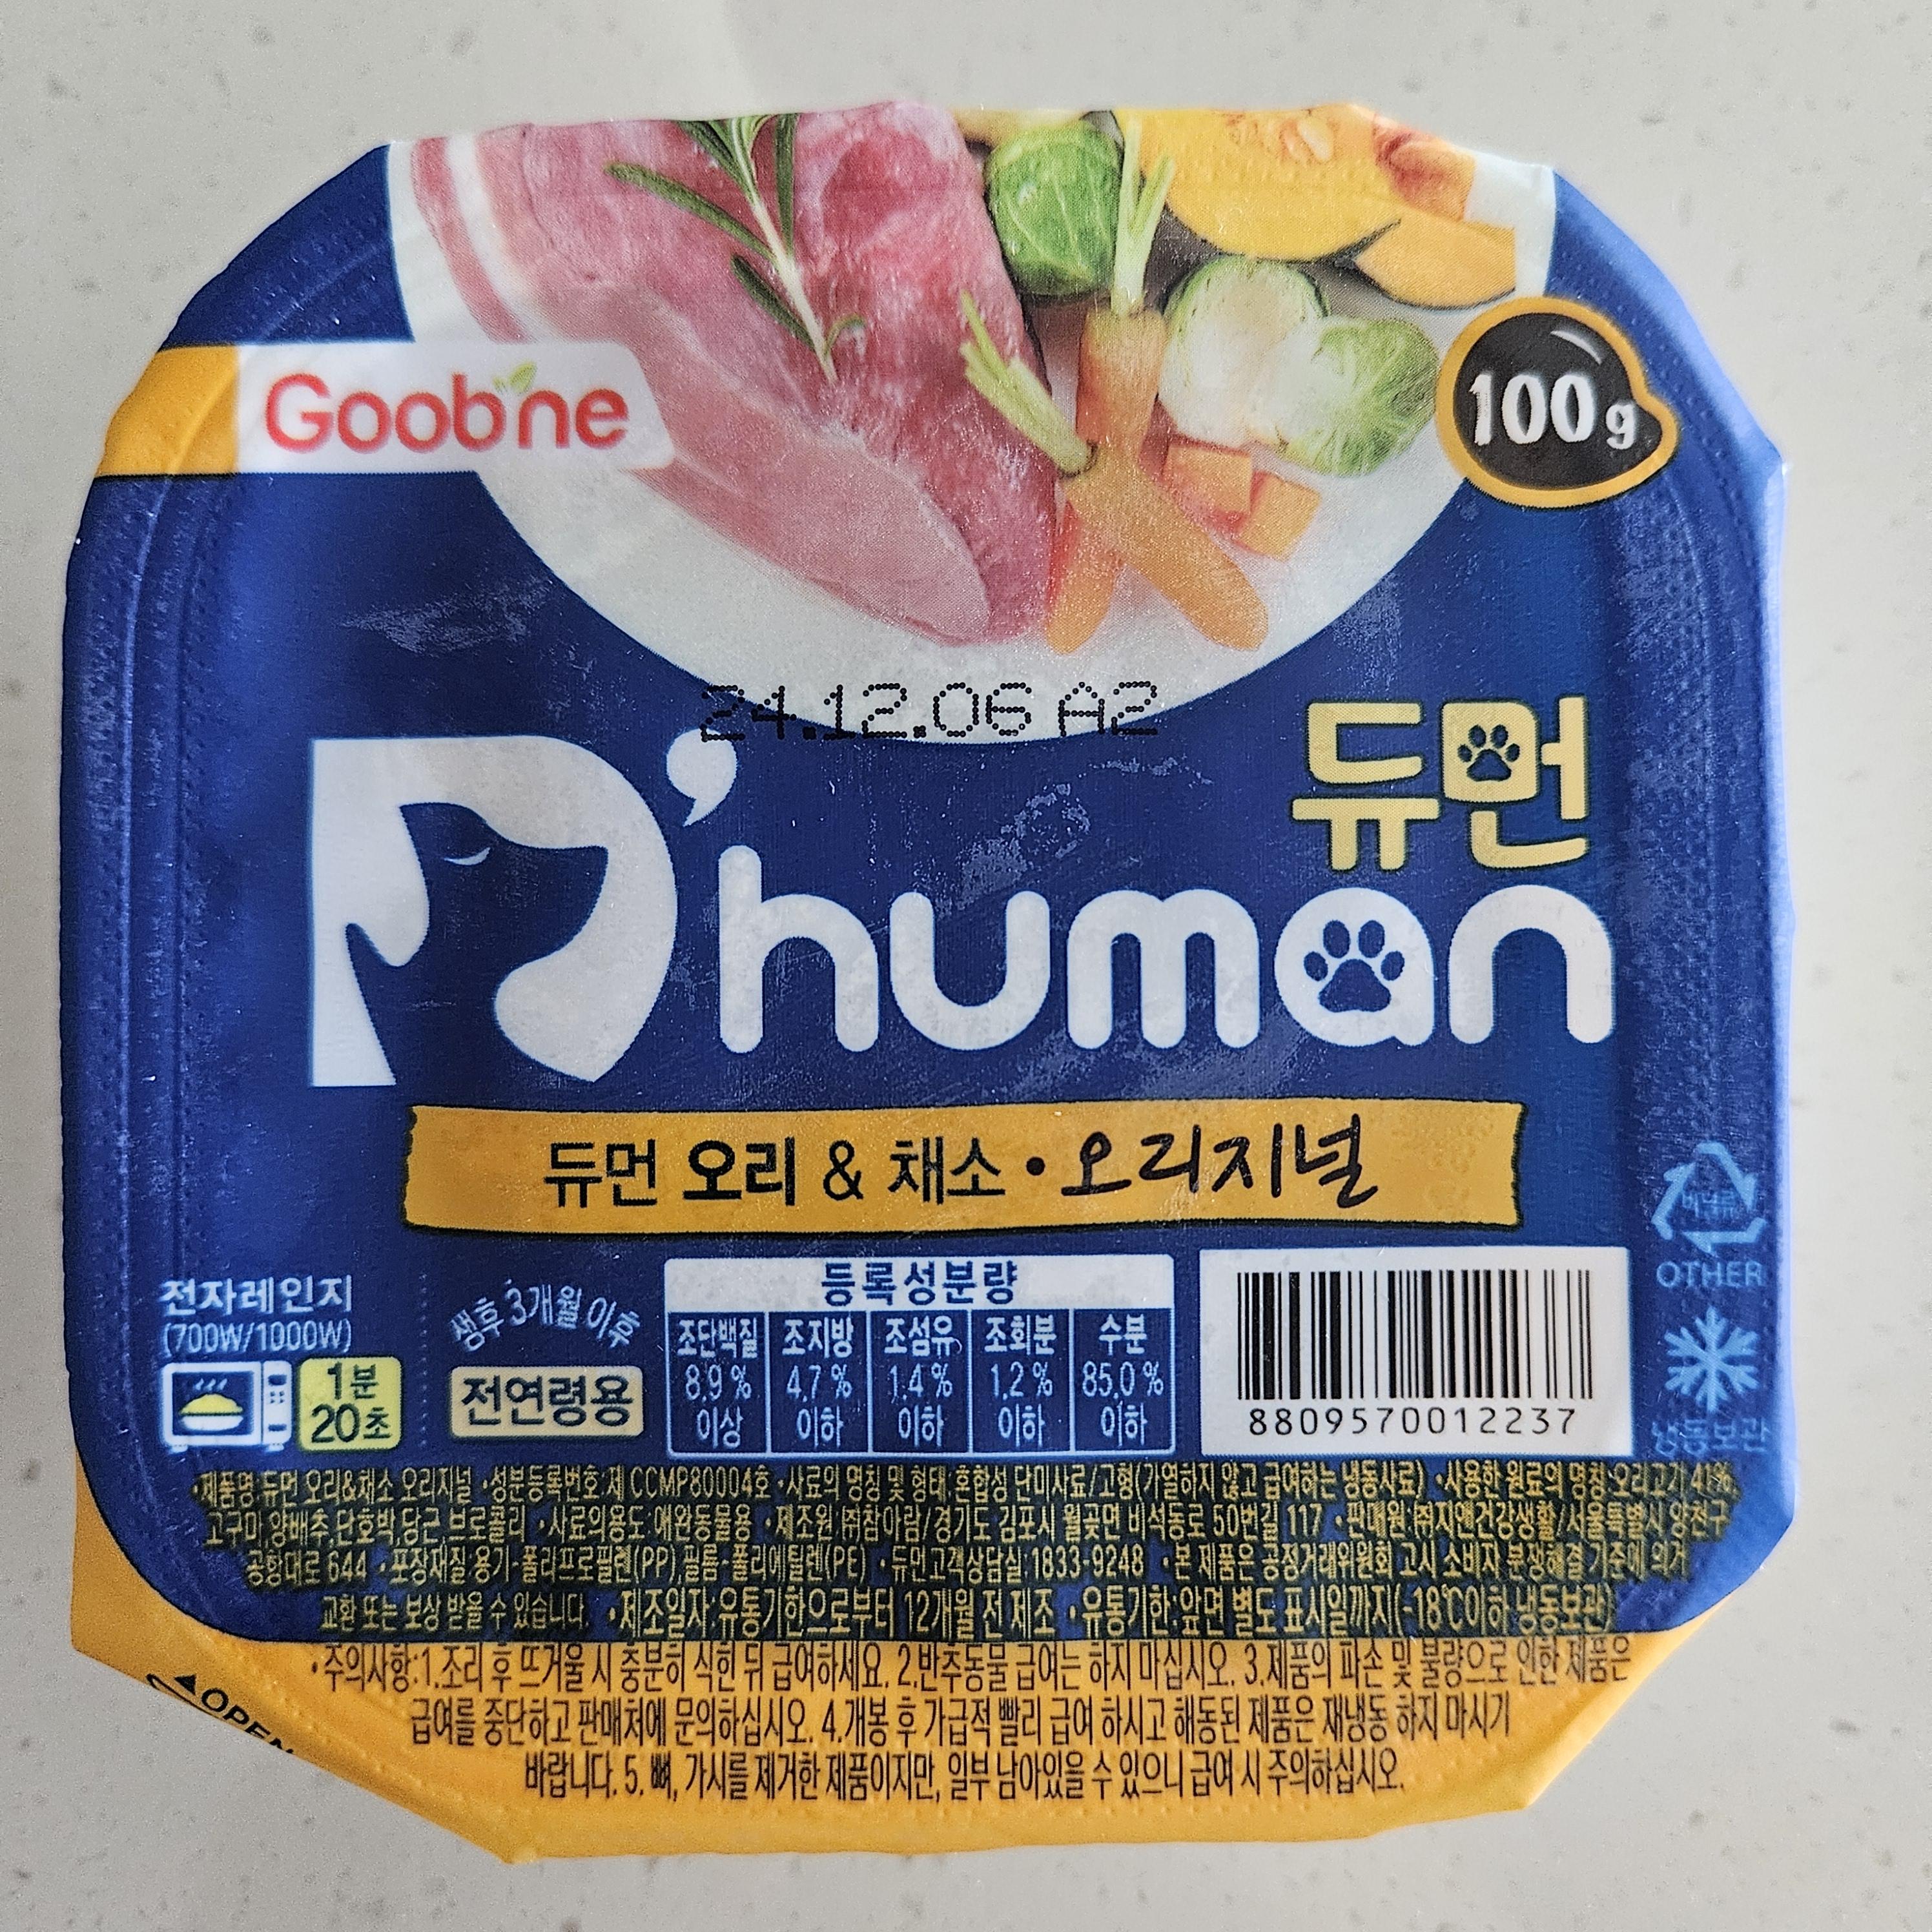 Goobne
100g
24.12.06 A2
듀먼
D'human
듀먼 오리 & 채소 · 오리지널
전자레인지
(700W/1000W)
1분
20초
생후 3개월 이후
전연령용
등록성분량
조단백질 조지방 조섬유 조회분 수분
8.9% 4.7% 1.4% 1.2% 85.0%
이상 이하 이하 이하 이하
8809570012237
OTHER
냉동보관
•제품명:듀먼 오리&채소 오리지널 •성분등록번호:제 CCMP80004호 •사료의 명칭 및 형태:혼합성 단미사료/고형(가열하지 않고 급여하는 냉동사료) •사용한 원료의 명칭:오리고기 41%,
고구마,양배추,단호박,당근,브로콜리 •사료의용도:애완동물용 •제조원:㈜참아람/경기도 김포시 월곶면 비석동로 50번길 117 •판매원:㈜지앤건강생활/서울특별시 양천구
공항대로 644 •포장재질:용기-폴리프로필렌(PP),필름-폴리에틸렌(PE) •듀먼고객상담실:1833-9248 •본 제품은 공정거래위원회 고시 소비자 분쟁해결 기준에 의거
교환 또는 보상 받을 수 있습니다. •제조일자:유통기한으로부터 12개월 전 제조 •유통기한:앞면 별도 표시일까지(-18℃이하 냉동보관)
•주의사항:1.조리 후 뜨거울 시 충분히 식힌 뒤 급여하세요. 2.반추동물 급여는 하지 마십시오. 3.제품의 파손 및 불량으로 인한 제품은
급여를 중단하고 판매처에 문의하십시오. 4.개봉 후 가급적 빨리 급여 하시고 해동된 제품은 재냉동 하지 마시기
바랍니다. 5. 뼈, 가시를 제거한 제품이지만, 일부 남아있을 수 있으니 급여 시 주의하십시오.
▲OPEN